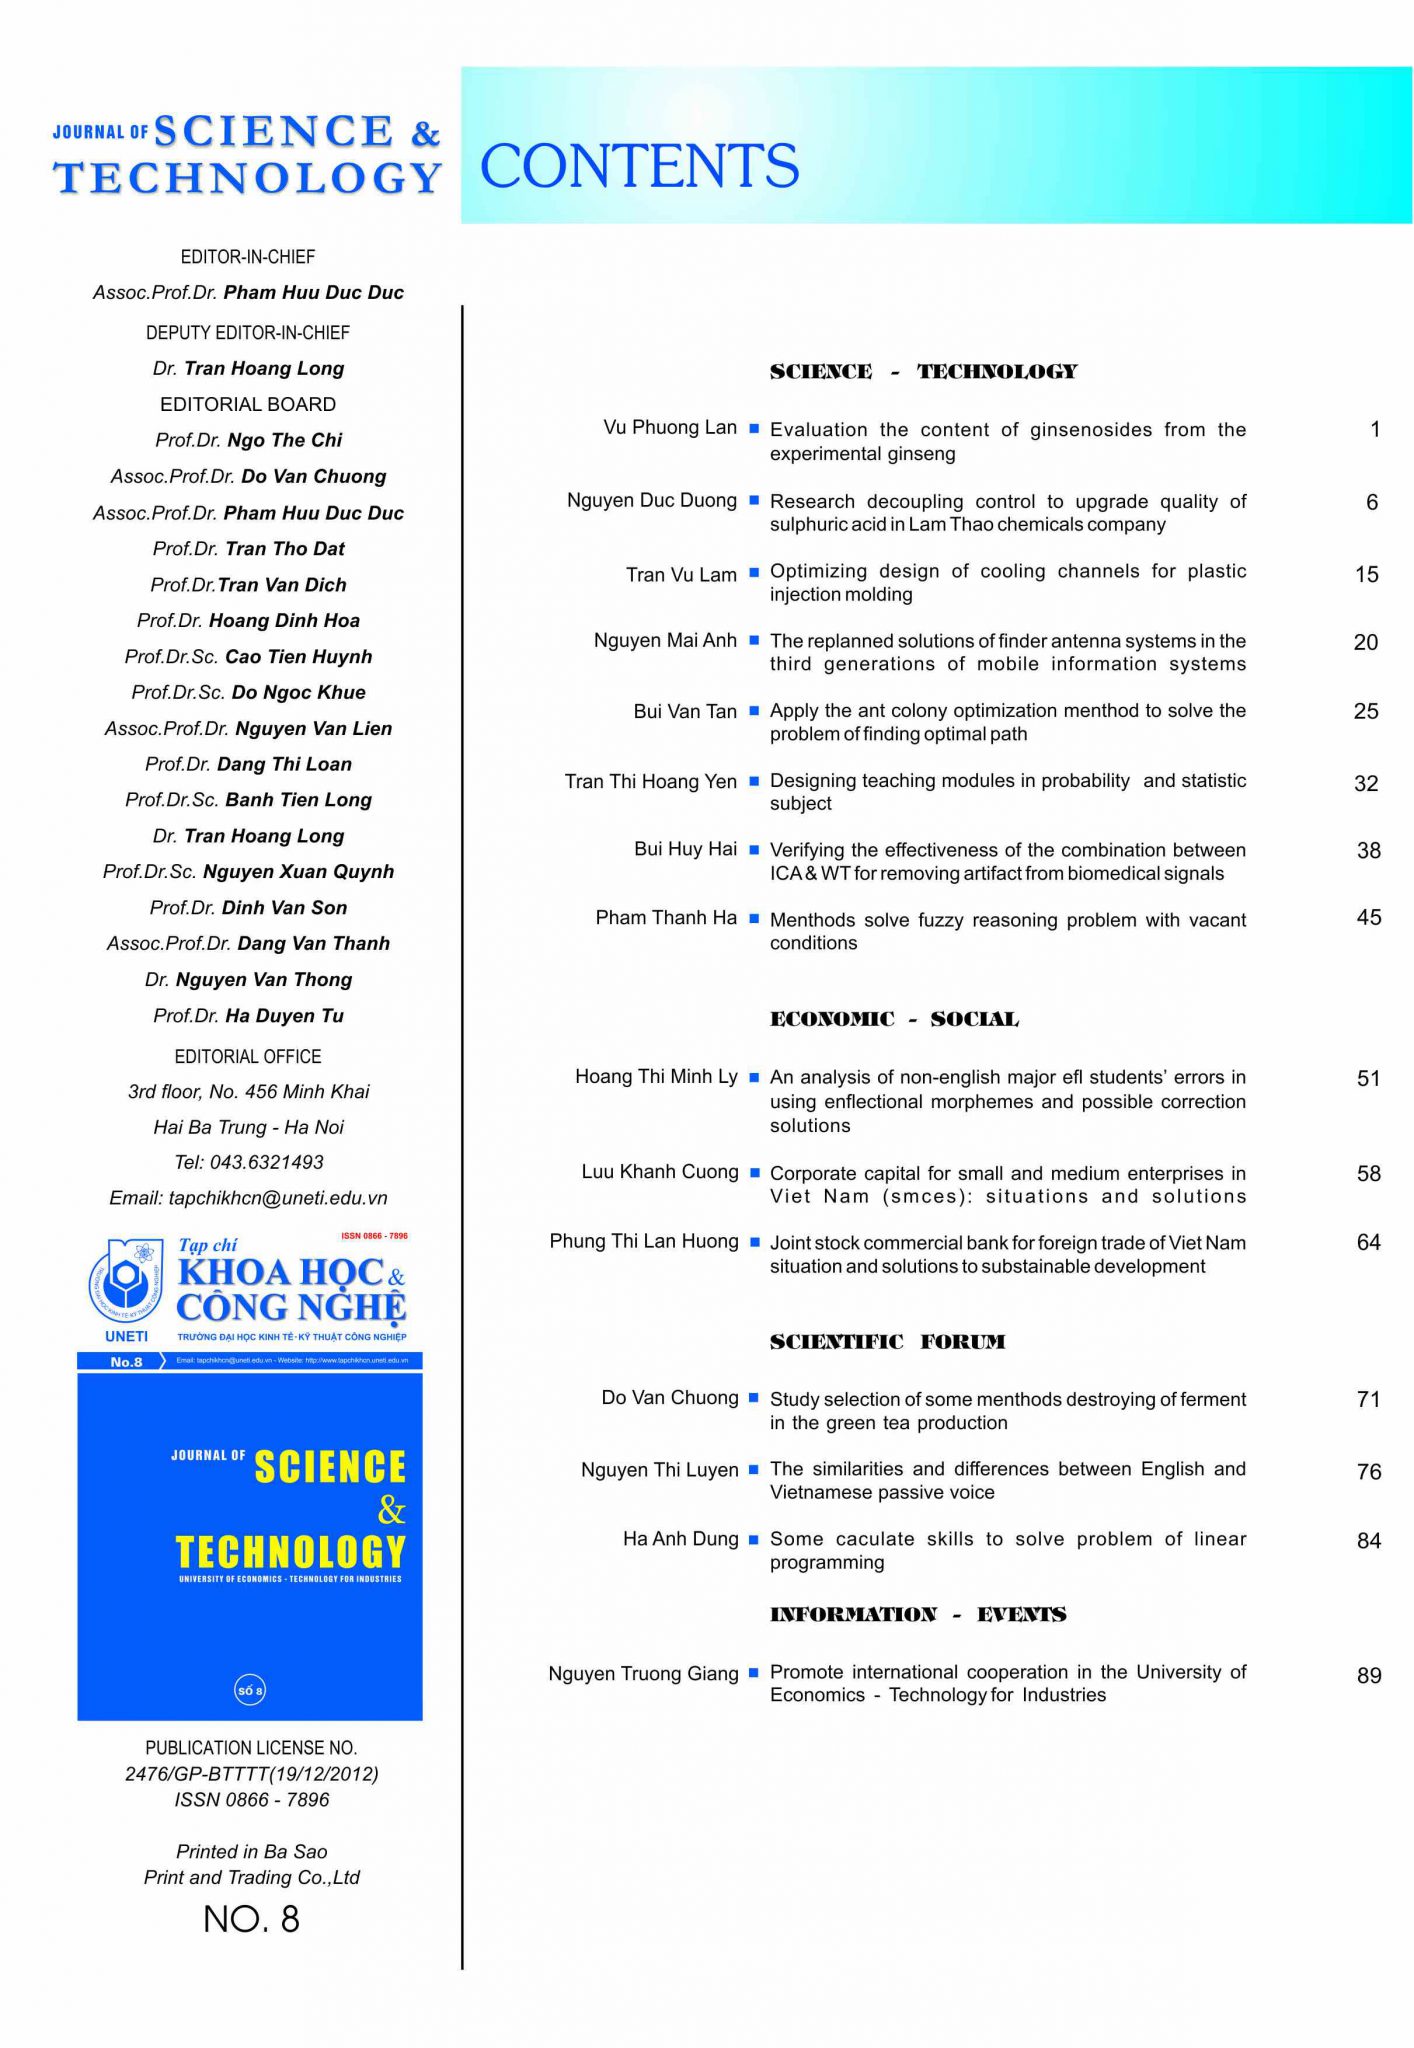 JOURNAL OF SCIENCE &
TECHNOLOGY
CONTENTS
EDITOR-IN-CHIEF
Assoc.Prof.Dr. Pham Huu Duc Duc
DEPUTY EDITOR-IN-CHIEF
Dr. Tran Hoang Long
EDITORIAL BOARD
Prof.Dr. Ngo The Chi
Assoc.Prof.Dr. Do Van Chuong
Assoc.Prof.Dr. Pham Huu Duc Duc
Prof.Dr. Tran Tho Dat
Prof.Dr.Tran Van Dich
Prof.Dr. Hoang Dinh Hoa
Prof.Dr.Sc. Cao Tien Huynh
Prof.Dr.Sc. Do Ngoc Khue
Assoc.Prof.Dr. Nguyen Van Lien
Prof.Dr. Dang Thi Loan
Prof.Dr.Sc. Banh Tien Long
Dr. Tran Hoang Long
Prof.Dr.Sc. Nguyen Xuan Quynh
Prof.Dr. Dinh Van Son
Assoc.Prof.Dr. Dang Van Thanh
Dr. Nguyen Van Thong
Prof.Dr. Ha Duyen Tu
EDITORIAL OFFICE
3rd floor, No. 456 Minh Khai
Hai Ba Trung - Ha Noi
Tel: 043.6321493
Email: tapchikhcn@uneti.edu.vn
ISSN 0866 - 7896
Tạp chí
KHOA HỌC &
CÔNG NGHỆ
TRƯỜNG ĐẠI HỌC KINH TẾ-KỸ THUẬT CÔNG NGHIỆP
UNETI
TRƯỜNG ĐẠI HỌC KINH TẾ - KỸ THUẬT CÔNG NGHIỆP
No.8
Email: tapchikhcn@uneti.edu.vn - Website: http://www.tapchikhcn.uneti.edu.vn
JOURNAL OF SCIENCE
&
TECHNOLOGY
UNIVERSITY OF ECONOMICS - TECHNOLOGY FOR INDUSTRIES
SỐ 8
PUBLICATION LICENSE NO.
2476/GP-BTTTT(19/12/2012)
ISSN 0866 - 7896
Printed in Ba Sao
Print and Trading Co.,Ltd
NO. 8
SCIENCE - TECHNOLOGY
Vu Phuong Lan ■ Evaluation the content of ginsenosides from the 1
experimental ginseng
Nguyen Duc Duong ■ Research decoupling control to upgrade quality of 6
sulphuric acid in Lam Thao chemicals company
Tran Vu Lam ■ Optimizing design of cooling channels for plastic 15
injection molding
Nguyen Mai Anh ■ The replanned solutions of finder antenna systems in the 20
third generations of mobile information systems
Bui Van Tan ■ Apply the ant colony optimization menthod to solve the 25
problem of finding optimal path
Tran Thi Hoang Yen ■ Designing teaching modules in probability and statistic 32
subject
Bui Huy Hai ■ Verifying the effectiveness of the combination between 38
ICA & WT for removing artifact from biomedical signals
Pham Thanh Ha ■ Menthods solve fuzzy reasoning problem with vacant 45
conditions
ECONOMIC - SOCIAL
Hoang Thi Minh Ly ■ An analysis of non-english major efl students' errors in 51
using enflectional morphemes and possible correction
solutions
Luu Khanh Cuong ■ Corporate capital for small and medium enterprises in 58
Viet Nam (smces): situations and solutions
Phung Thi Lan Huong ■ Joint stock commercial bank for foreign trade of Viet Nam 64
situation and solutions to substainable development
SCIENTIFIC FORUM
Do Van Chuong ■ Study selection of some menthods destroying of ferment 71
in the green tea production
Nguyen Thi Luyen ■ The similarities and differences between English and 76
Vietnamese passive voice
Ha Anh Dung ■ Some caculate skills to solve problem of linear 84
programming
INFORMATION - EVENTS
Nguyen Truong Giang ■ Promote international cooperation in the University of 89
Economics - Technology for Industries